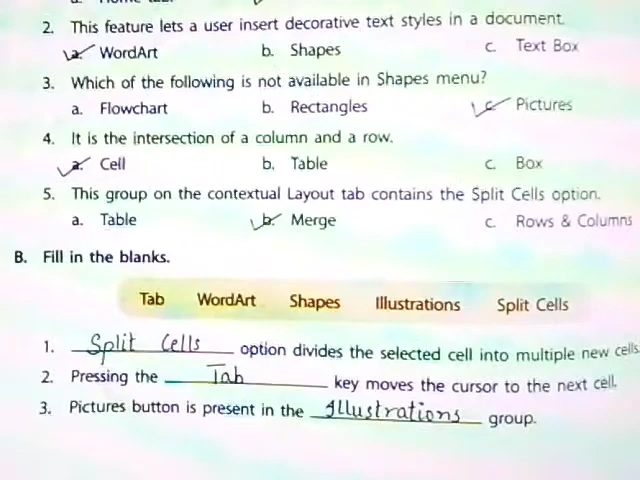 2. This feature lets a user insert decorative text styles in a document.
a. WordArt b. Shapes c. Text Box
3. Which of the following is not available in Shapes menu?
a. Flowchart b. Rectangles c. Pictures
4. It is the intersection of a column and a row.
a. Cell b. Table c. Box
5. This group on the contextual Layout tab contains the Split Cells option.
a. Table b. Merge c. Rows & Columns
B. Fill in the blanks.
Tab WordArt Shapes Illustrations Split Cells
1. Split Cells option divides the selected cell into multiple new cells
2. Pressing the Tab key moves the cursor to the next cell.
3. Pictures button is present in the Illustrations group.